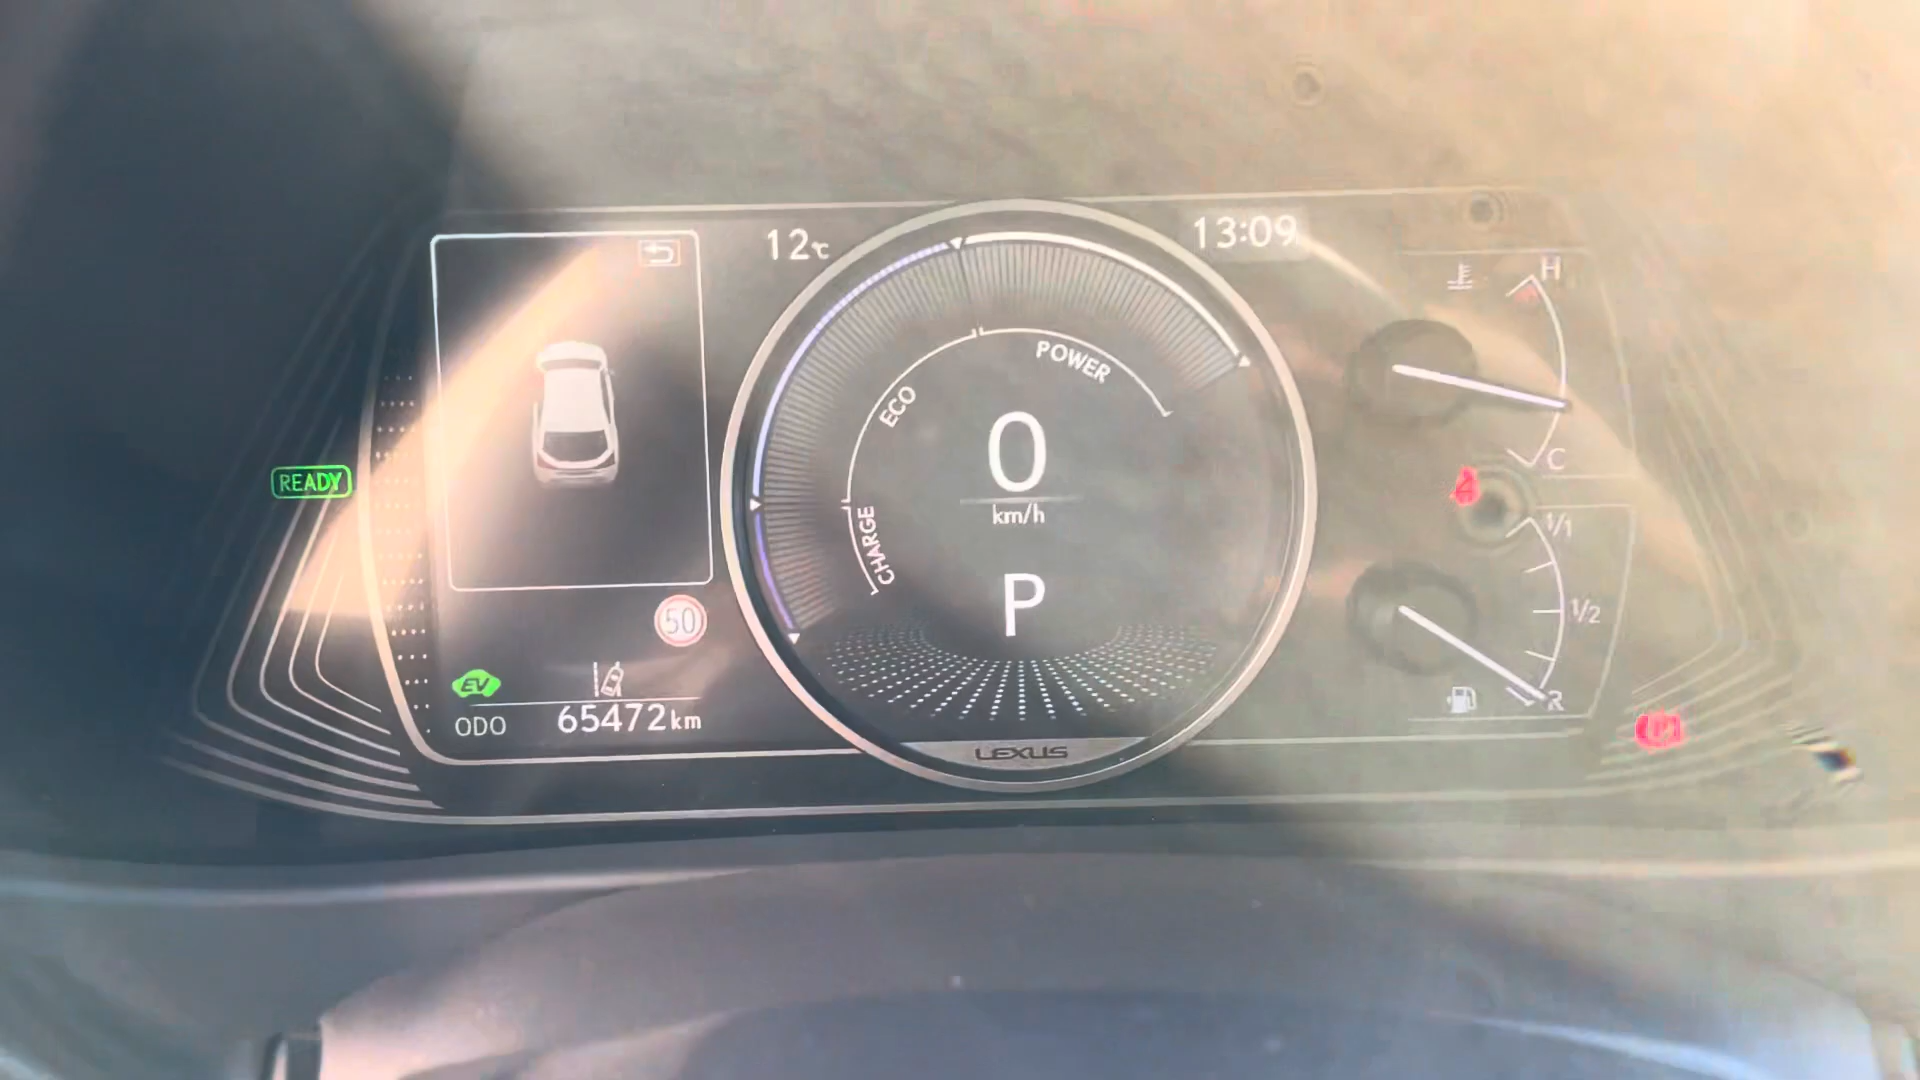 12℃
13:09
H
POWER
ECO
0
km/h
C
READY
CHARGE
1/1
P
50
1/2
EV
R
ODO 65472km
LEXUS